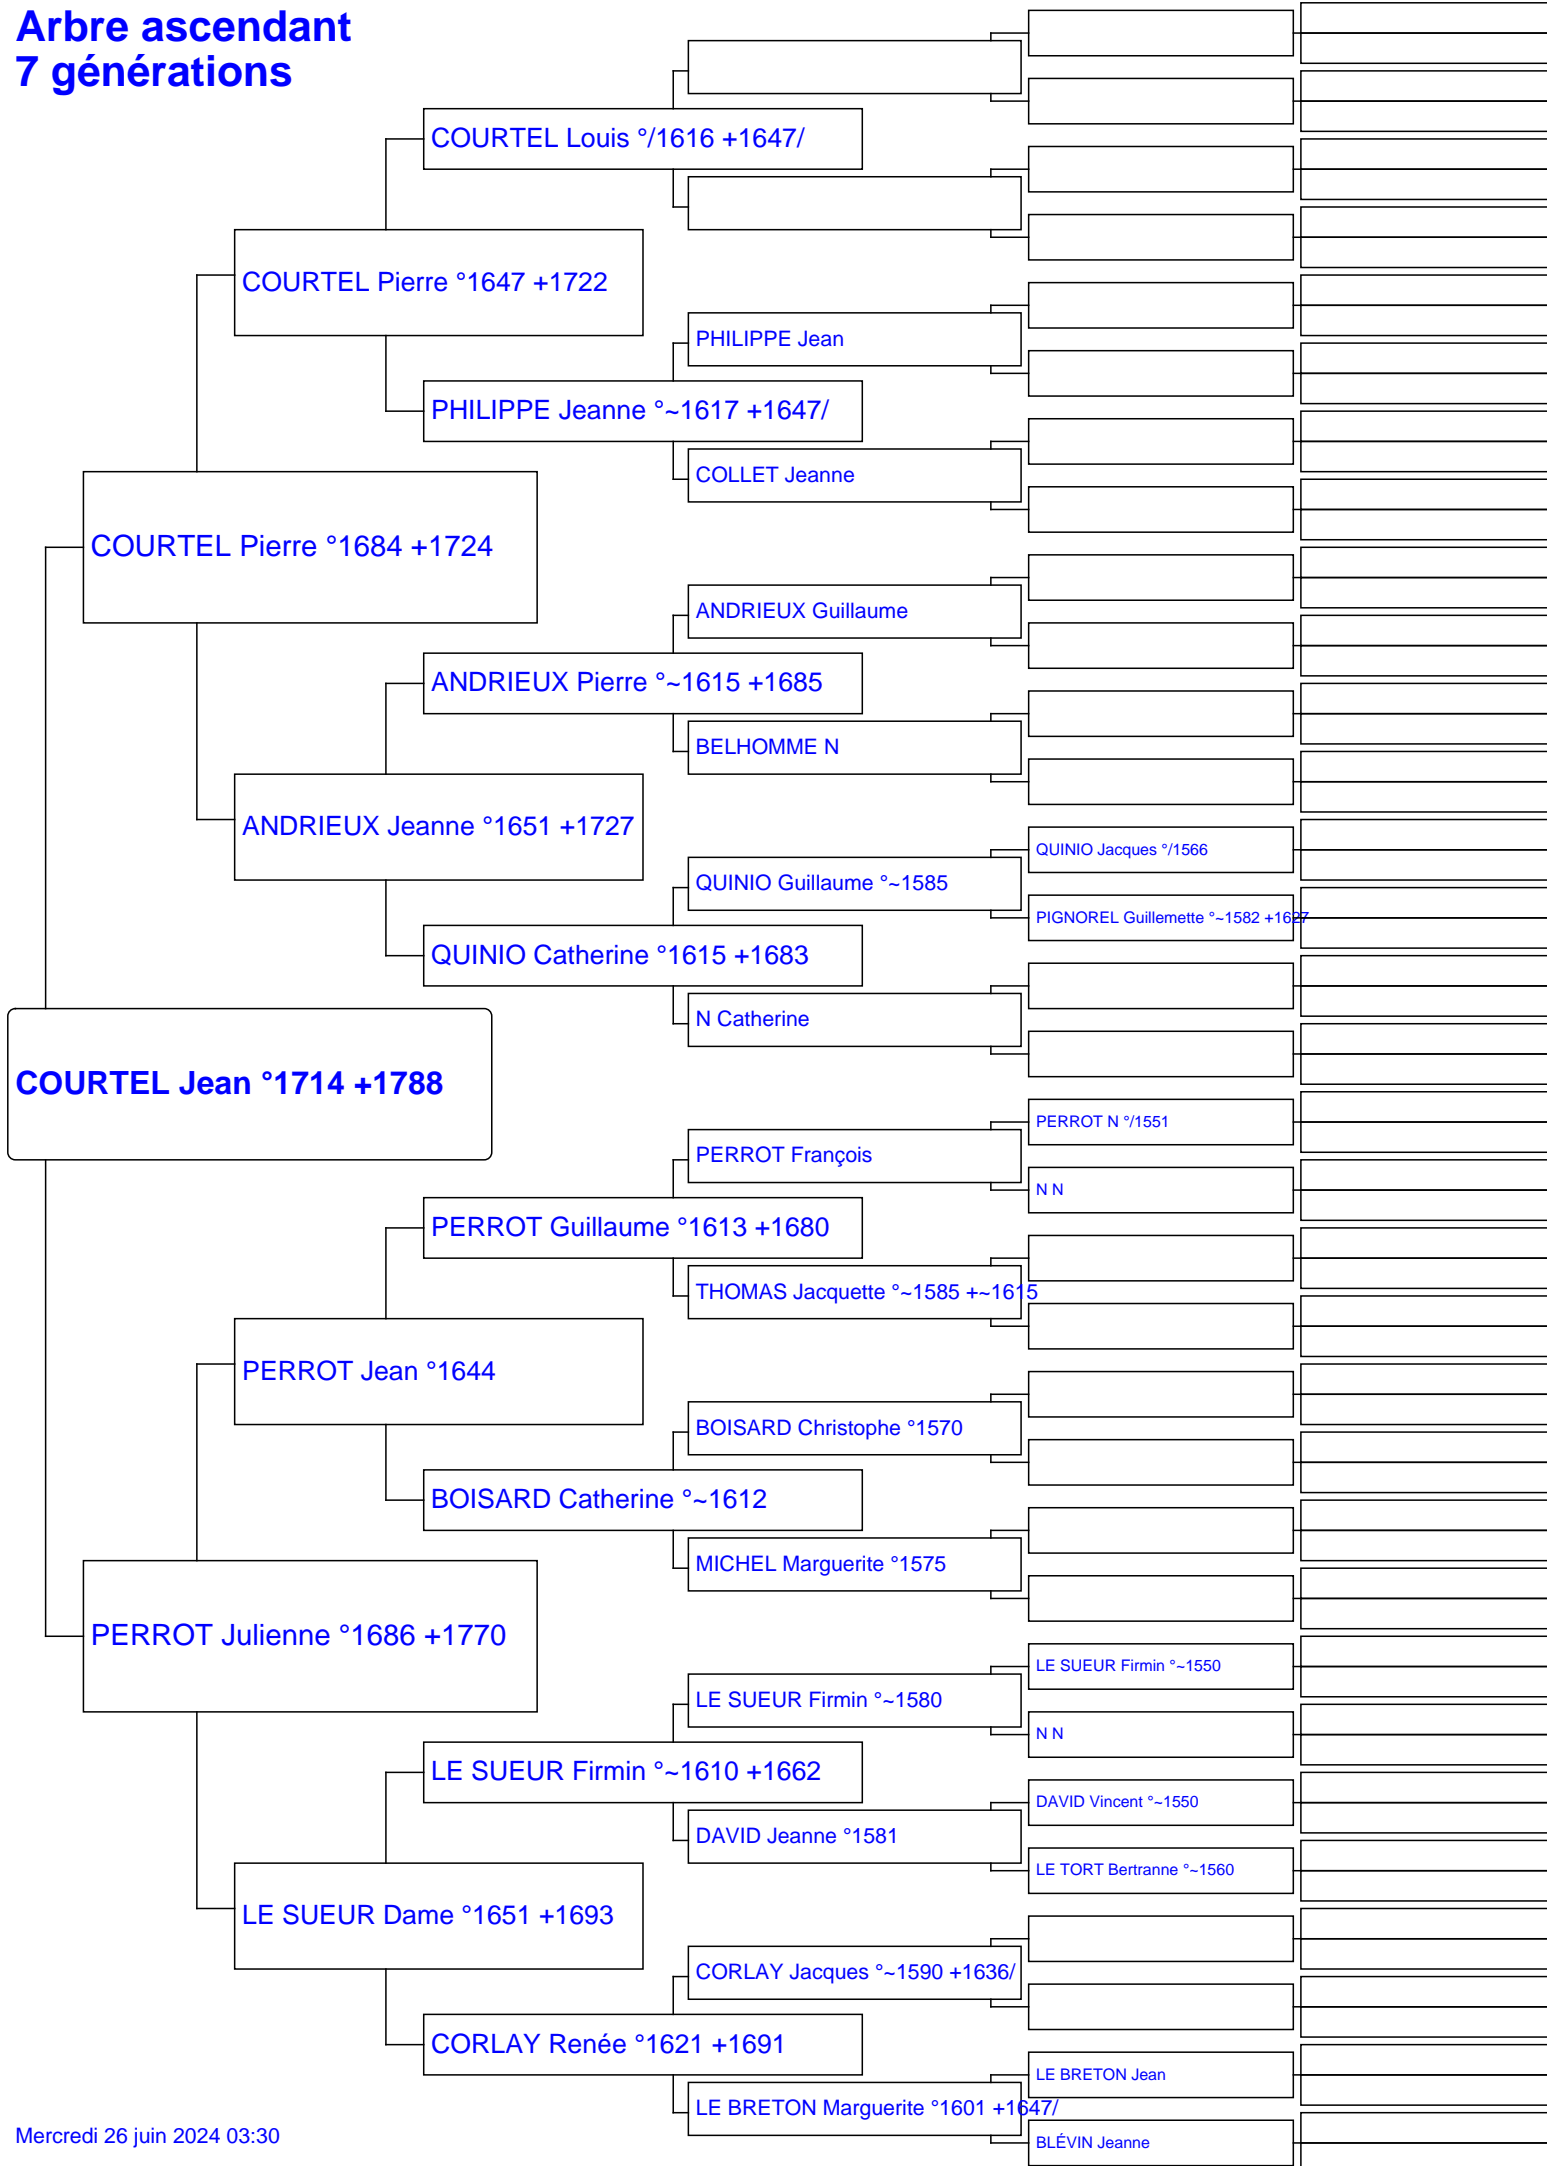 Arbre ascendant
7 générations
COURTEL Louis °/1616 +1647/
COURTEL Pierre °1647 +1722
PHILIPPE Jean
PHILIPPE Jeanne °~1617 +1647/
COLLET Jeanne
COURTEL Pierre °1684 +1724
ANDRIEUX Guillaume
ANDRIEUX Pierre °~1615 +1685
BELHOMME N
ANDRIEUX Jeanne °1651 +1727
QUINIO Jacques °/1566
QUINIO Guillaume °~1585
PIGNOREL Guillemette °~1582 +1627
QUINIO Catherine °1615 +1683
N Catherine
COURTEL Jean °1714 +1788
PERROT N °/1551
PERROT François
N N
PERROT Guillaume °1613 +1680
THOMAS Jacquette °~1585 +~1615
PERROT Jean °1644
BOISARD Christophe °1570
BOISARD Catherine °~1612
MICHEL Marguerite °1575
PERROT Julienne °1686 +1770
LE SUEUR Firmin °~1550
LE SUEUR Firmin °~1580
N N
LE SUEUR Firmin °~1610 +1662
DAVID Vincent °~1550
DAVID Jeanne °1581
LE TORT Bertranne °~1560
LE SUEUR Dame °1651 +1693
CORLAY Jacques °~1590 +1636/
CORLAY Renée °1621 +1691
LE BRETON Jean
LE BRETON Marguerite °1601 +1647/
BLÉVIN Jeanne
Mercredi 26 juin 2024 03:30